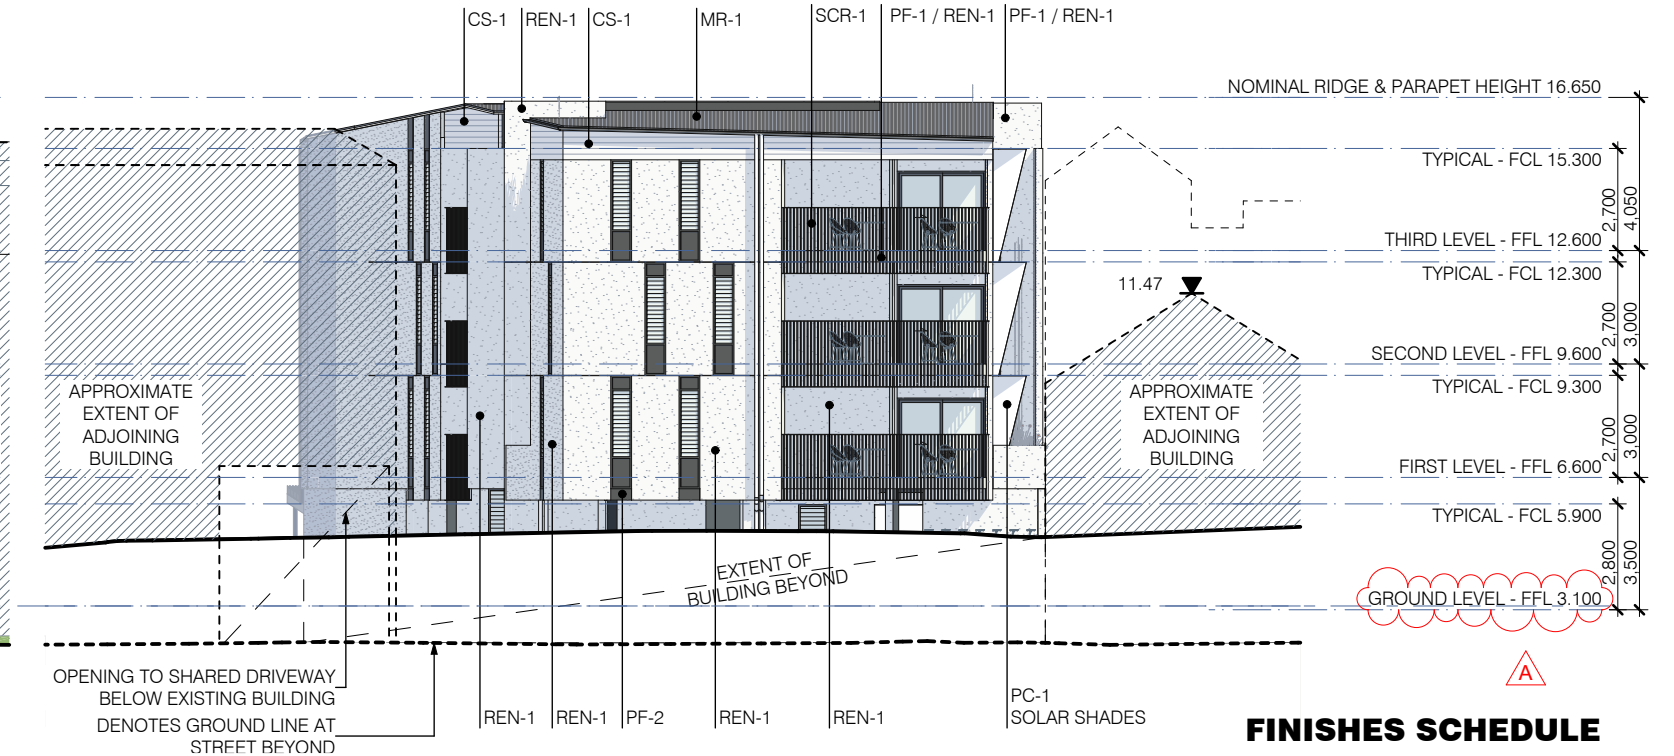 CS-1
REN-1
CS-1
MR-1
SCR-1
PF-1 / REN-1
PF-1 / REN-1
NOMINAL RIDGE & PARAPET HEIGHT 16.650
TYPICAL - FCL 15.300
2,700
4,050
THIRD LEVEL - FFL 12.600
TYPICAL - FCL 12.300
11.47
2,700
3,000
SECOND LEVEL - FFL 9.600
TYPICAL - FCL 9.300
APPROXIMATE
EXTENT OF
ADJOINING
BUILDING
APPROXIMATE
EXTENT OF
ADJOINING
BUILDING
2,700
3,000
FIRST LEVEL - FFL 6.600
TYPICAL - FCL 5.900
EXTENT OF
BUILDING BEYOND
2,800
3,500
GROUND LEVEL - FFL 3.100
A
OPENING TO SHARED DRIVEWAY
BELOW EXISTING BUILDING
DENOTES GROUND LINE AT
STREET BEYOND
REN-1
REN-1
PF-2
REN-1
REN-1
PC-1
SOLAR SHADES
FINISHES SCHEDULE